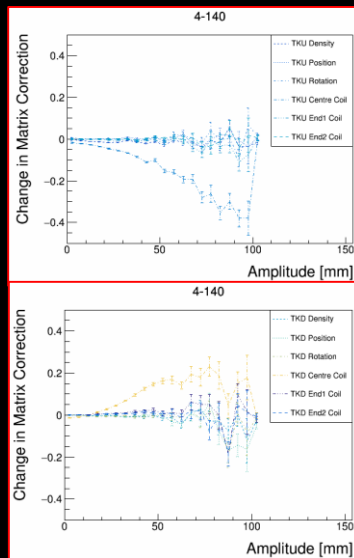 4-140
Change in Matrix Correction
0.4
0.2
0
−0.2
−0.4
TKU Density
TKU Position
TKU Rotation
TKU Centre Coil
TKU End1 Coil
TKU End2 Coil
0
50
100
150
Amplitude [mm]
4-140
Change in Matrix Correction
0.4
0.2
0
−0.2
−0.4
TKD Density
TKD Position
TKD Rotation
TKD Centre Coil
TKD End1 Coil
TKD End2 Coil
0
50
100
150
Amplitude [mm]